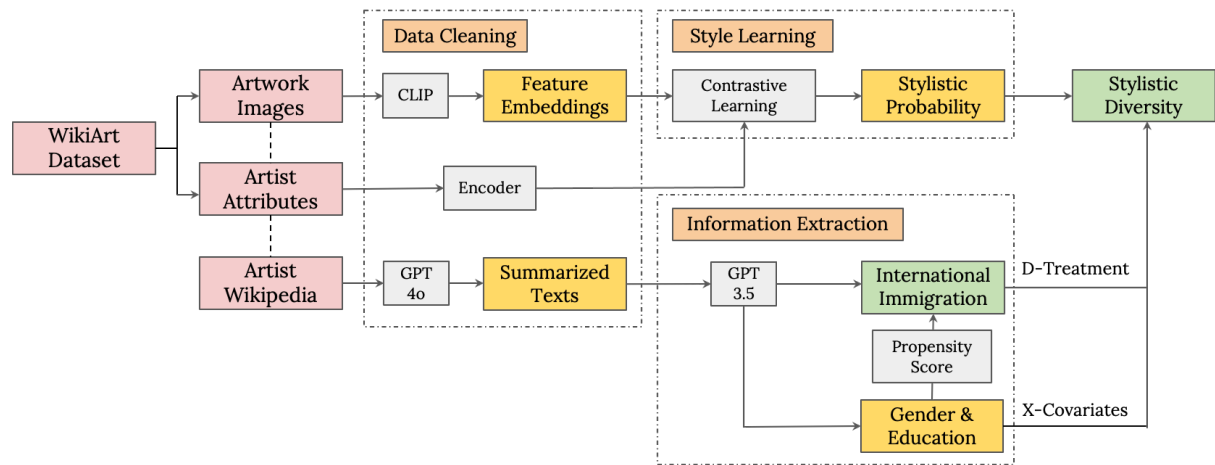 Data Cleaning
Style Learning
Artwork
Images
CLIP
Feature
Embeddings
Contrastive
Learning
Stylistic
Probability
Stylistic
Diversity
WikiArt
Dataset
Artist
Attributes
Encoder
Information Extraction
Artist
Wikipedia
GPT
4o
Summarized
Texts
GPT
3.5
International
Immigration
D-Treatment
Propensity
Score
Gender &
Education
X-Covariates